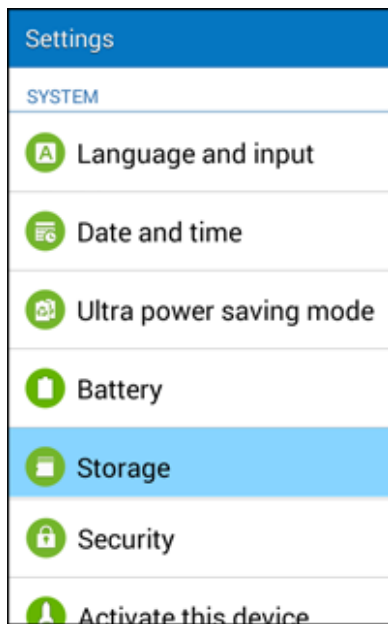 Settings
SYSTEM
Language and input
Date and time
Ultra power saving mode
Battery
Storage
Security
Activate this device